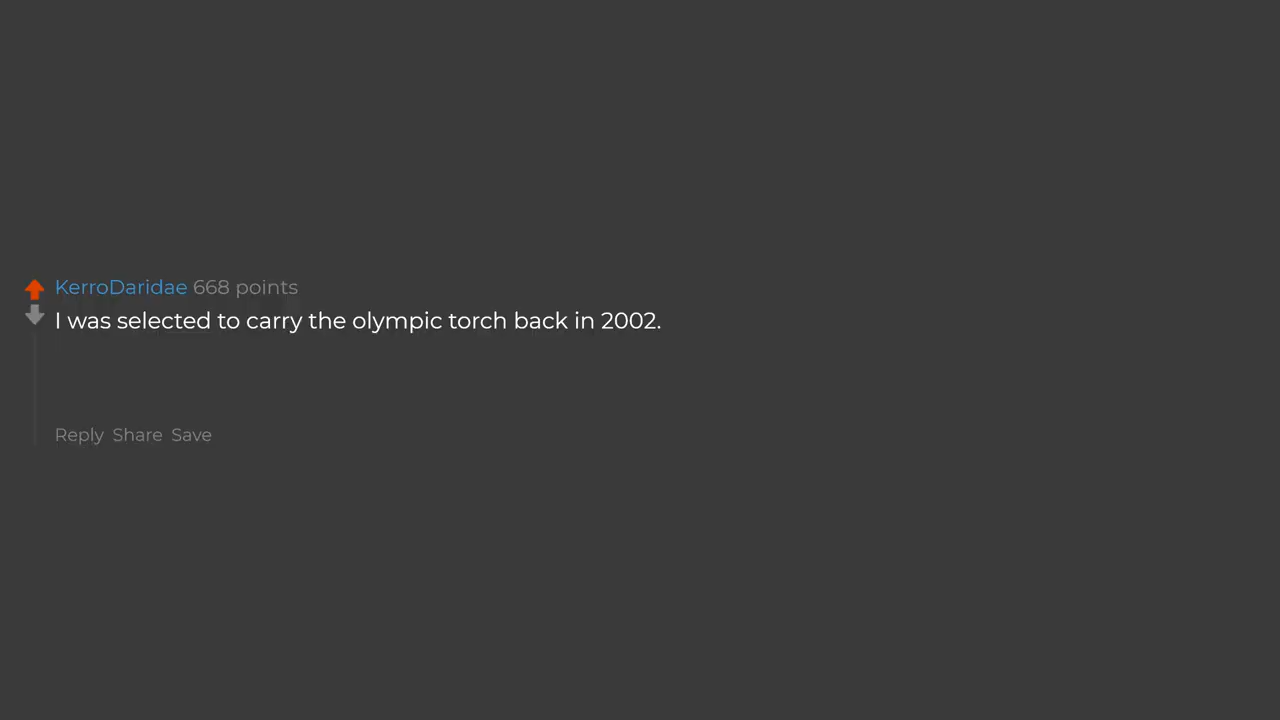 KerroDaridae 668 points
I was selected to carry the olympic torch back in 2002.
Reply Share Save